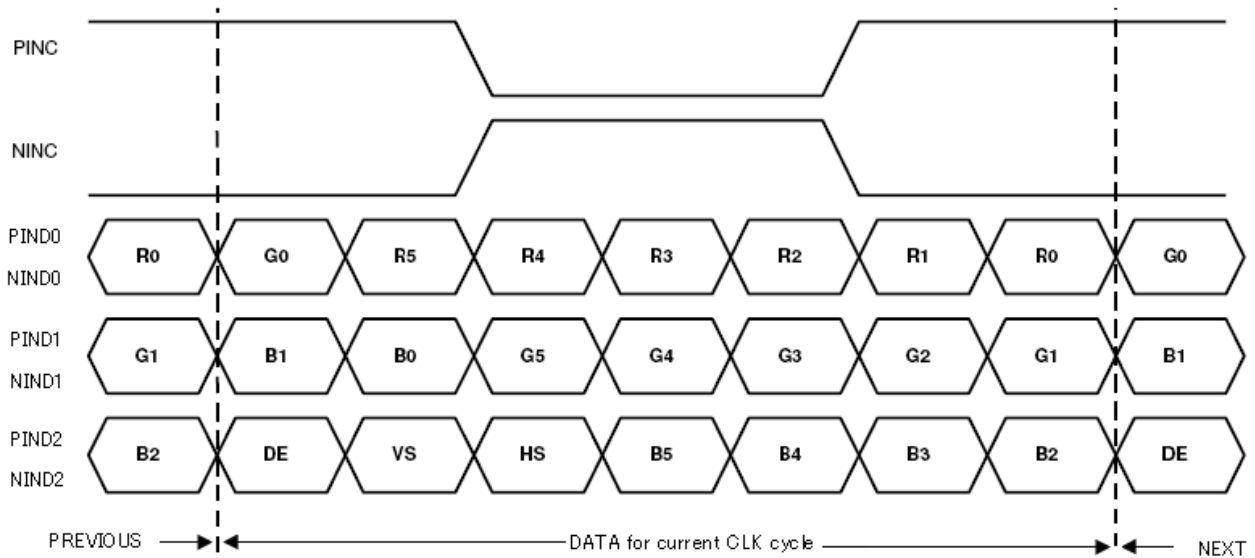 PINC
NINC
PIND0
R0 G0 R5 R4 R3 R2 R1 R0 G0
NIND0
PIND1
G1 B1 B0 G5 G4 G3 G2 G1 B1
NIND1
PIND2
B2 DE VS HS B5 B4 B3 B2 DE
NIND2
PREVIOUS DATA for current CLK cycle NEXT